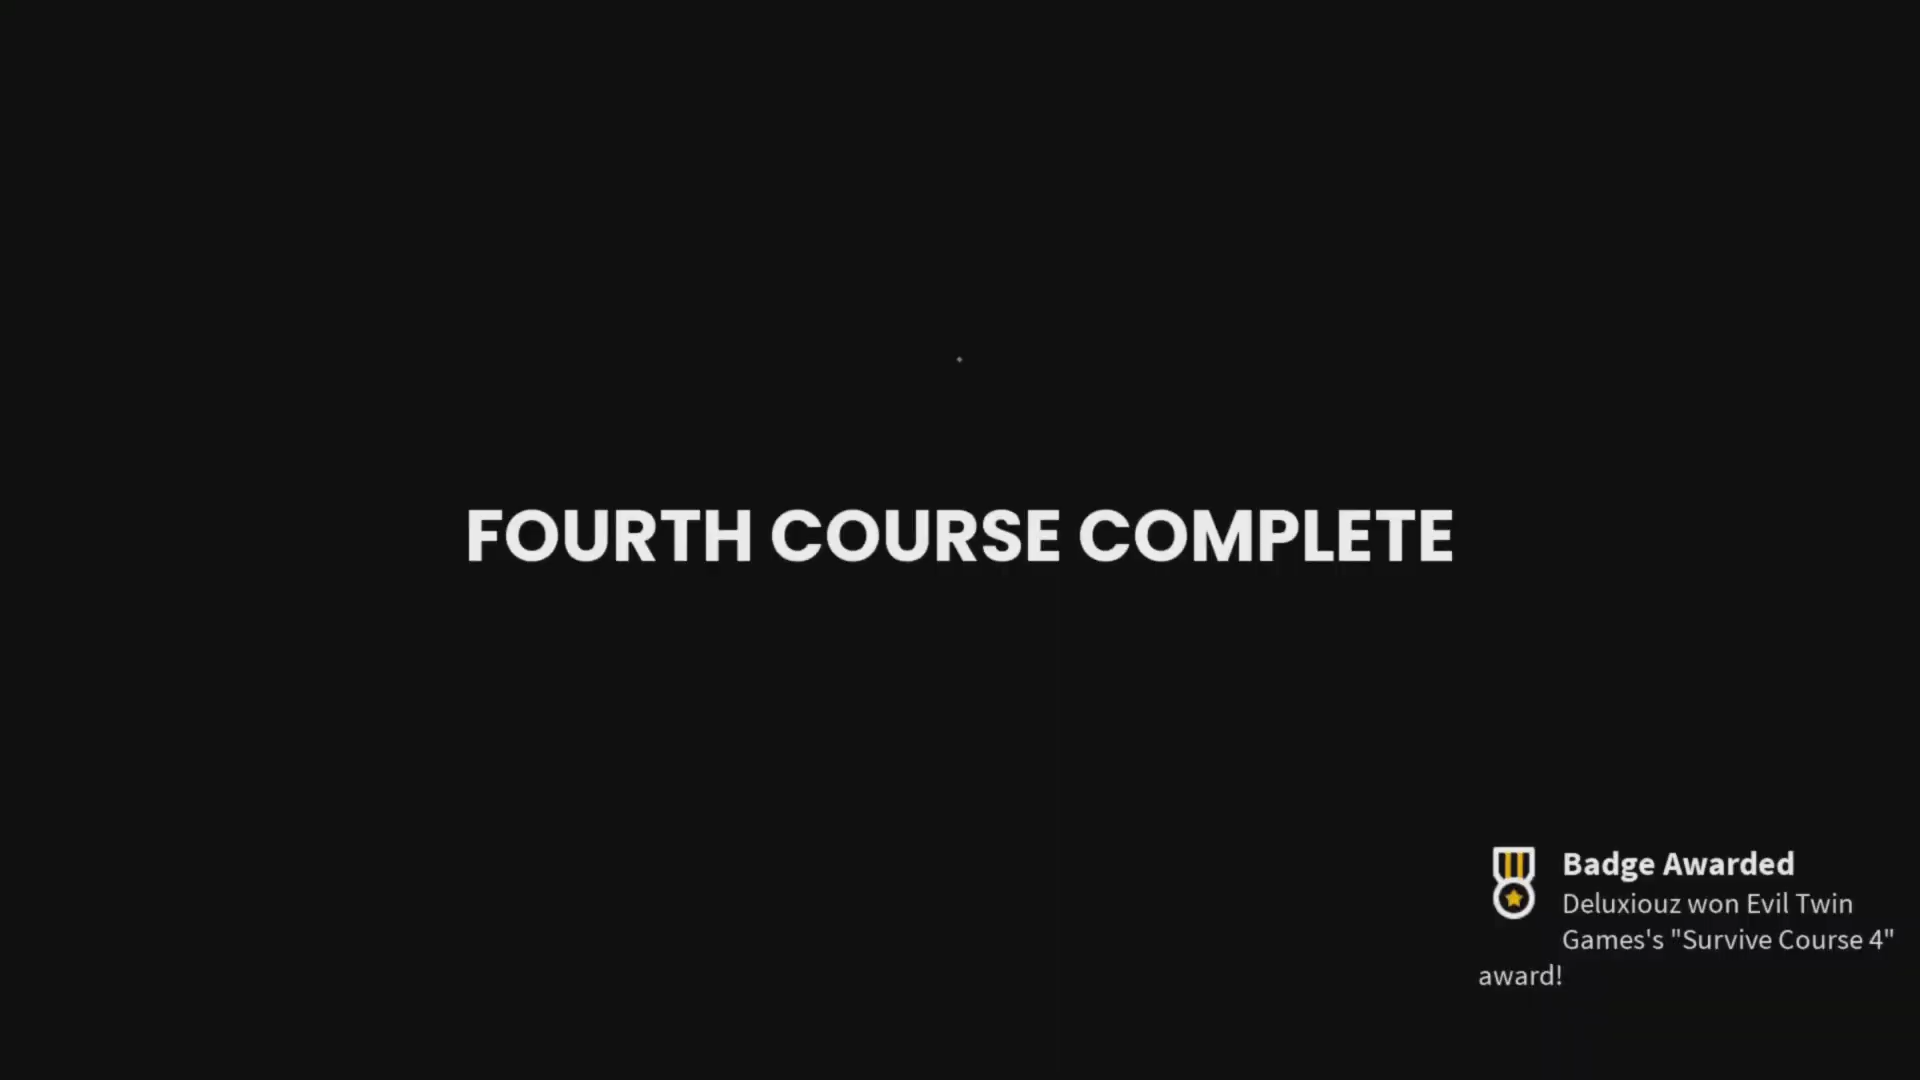 FOURTH COURSE COMPLETE
Badge Awarded
Deluxiouz won Evil Twin
Games's "Survive Course 4"
award!